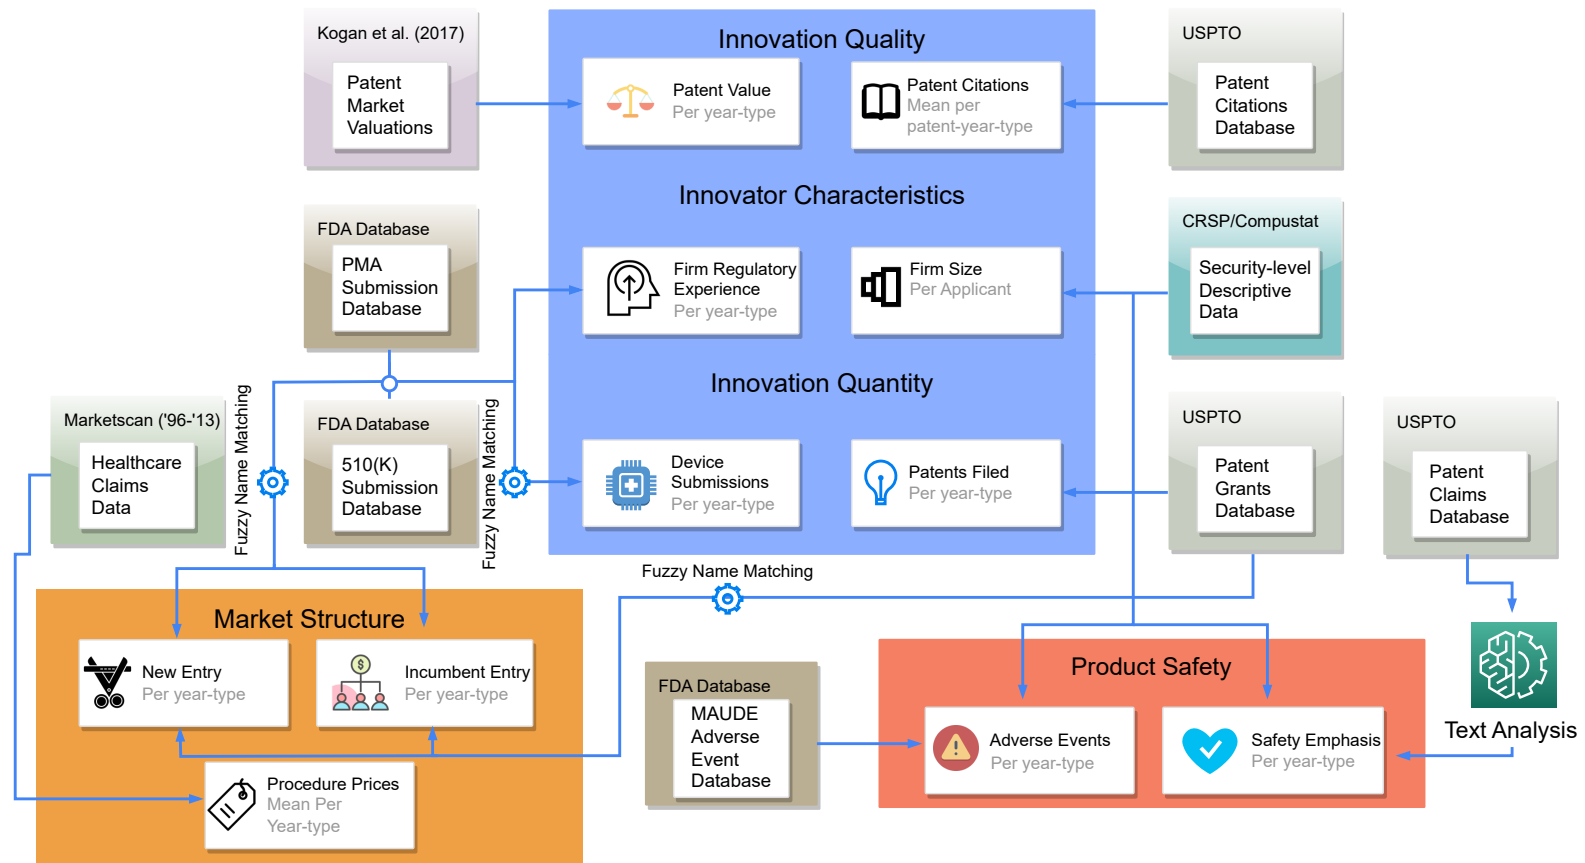 Kogan et al. (2017)
Patent
Market
Valuations
Innovation Quality
Patent Value
Per year-type
Patent Citations
Mean per
patent-year-type
USPTO
Patent
Citations
Database
Innovator Characteristics
FDA Database
PMA
Submission
Database
Firm Regulatory
Experience
Per year-type
Firm Size
Per Applicant
CRSP/Compustat
Security-level
Descriptive
Data
Innovation Quantity
Marketscan ('96-'13)
Healthcare
Claims
Data
Fuzzy Name Matching
FDA Database
510(K)
Submission
Database
Fuzzy Name Matching
Device
Submissions
Per year-type
Patents Filed
Per year-type
USPTO
Patent
Grants
Database
USPTO
Patent
Claims
Database
Fuzzy Name Matching
Market Structure
New Entry
Per year-type
Incumbent Entry
Per year-type
Procedure Prices
Mean Per
Year-type
FDA Database
MAUDE
Adverse
Event
Database
Product Safety
Adverse Events
Per year-type
Safety Emphasis
Per year-type
Text Analysis